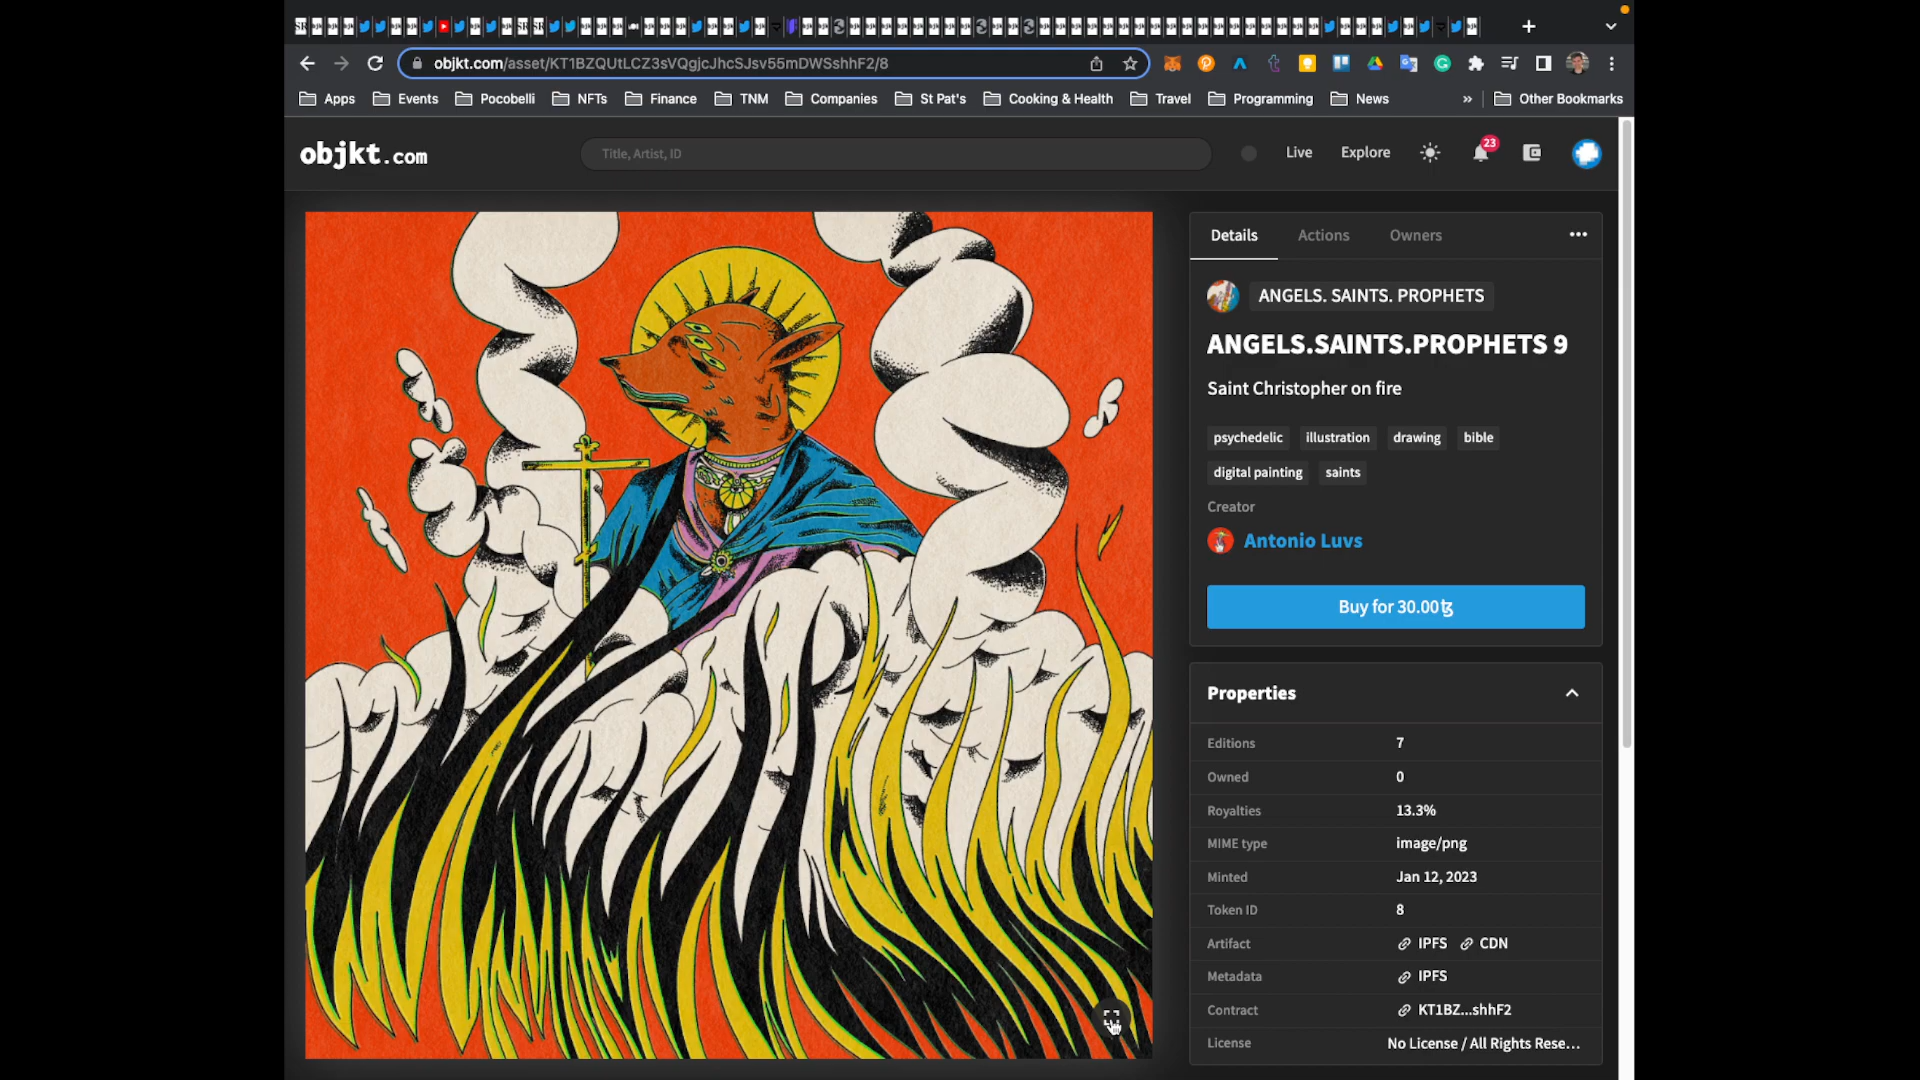 objkt.com/asset/KT1BZQUtLCZ3sVQgjcJhcSJsv55mDWSshhF2/8
Apps Events Pocobelli NFTs Finance TNM Companies St Pat's Cooking & Health Travel Programming News » Other Bookmarks
objkt.com
Title, Artist, ID
Live Explore 23
Details Actions Owners
ANGELS. SAINTS. PROPHETS
ANGELS.SAINTS.PROPHETS 9
Saint Christopher on fire
psychedelic illustration drawing bible
digital painting saints
Creator
Antonio Luvs
Buy for 30.00ꜩ
Properties
Editions 7
Owned 0
Royalties 13.3%
MIME type image/png
Minted Jan 12, 2023
Token ID 8
Artifact IPFS CDN
Metadata IPFS
Contract KT1BZ...shhF2
License No License / All Rights Rese...